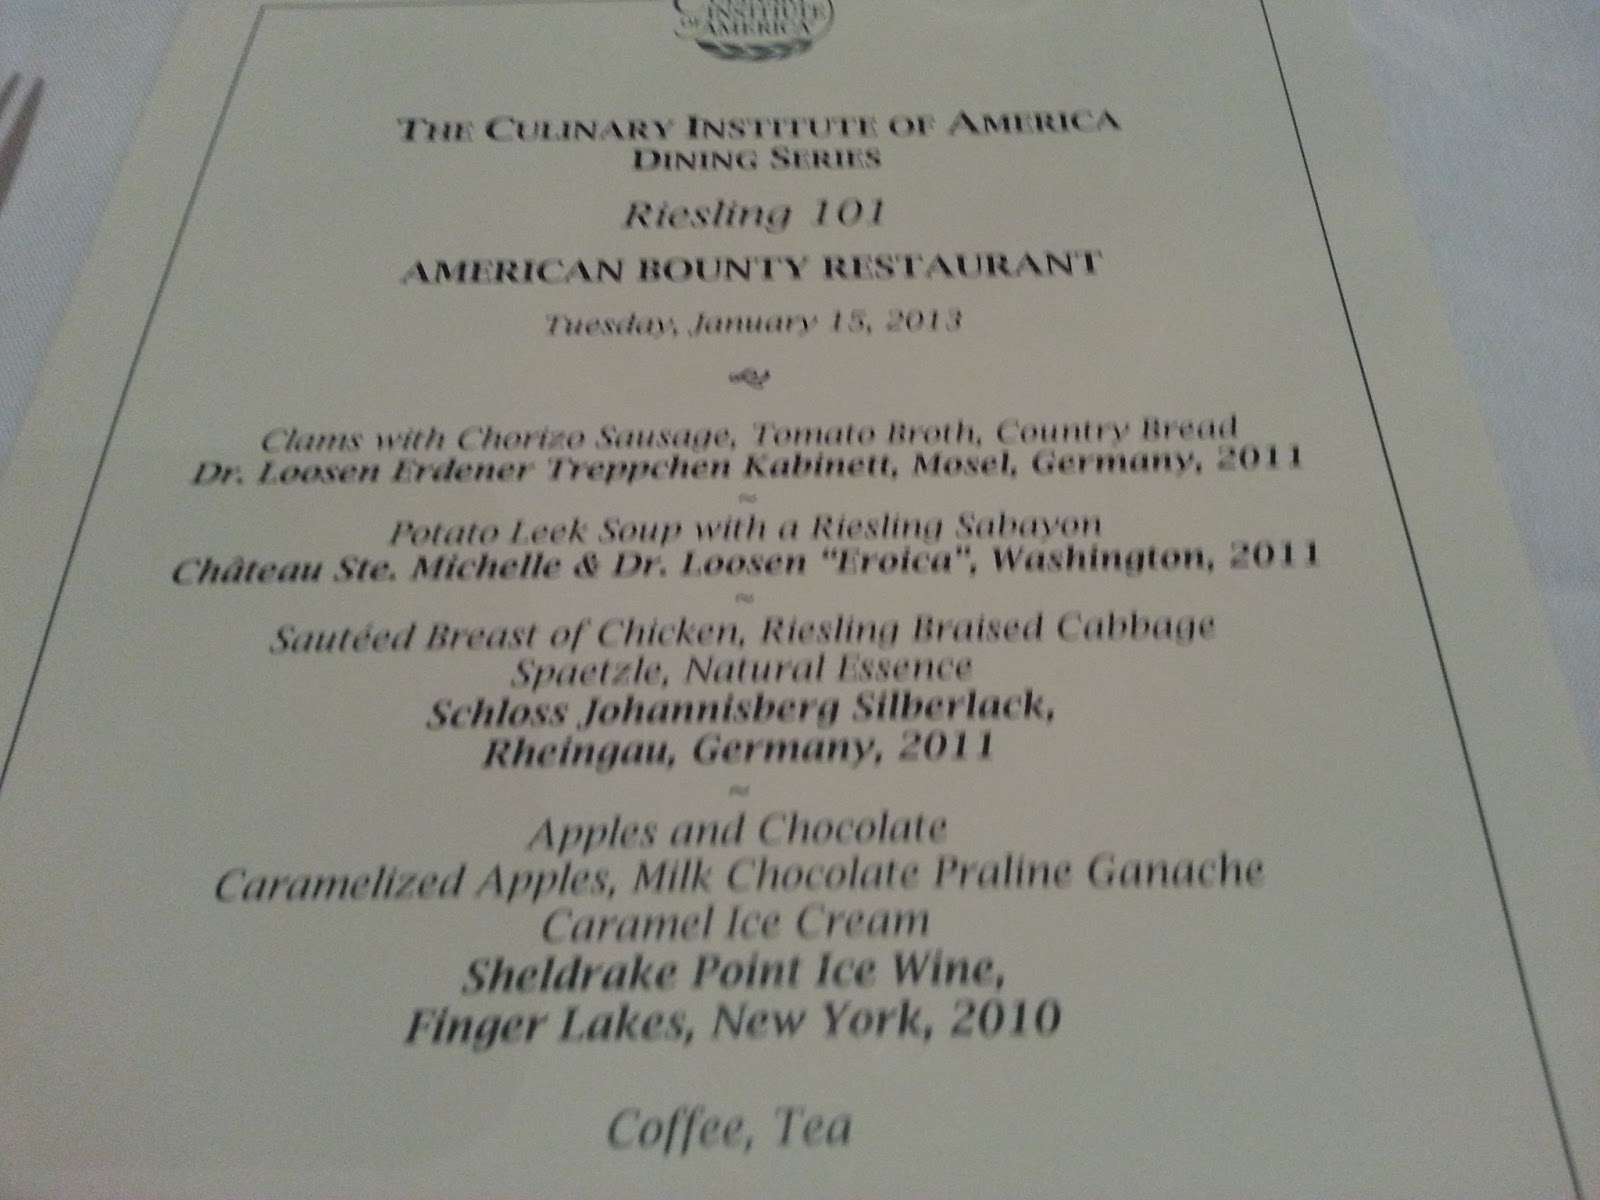 INSTITUTE
OF AMERICA
THE CULINARY INSTITUTE OF AMERICA
DINING SERIES
Riesling 101
AMERICAN BOUNTY RESTAURANT
Tuesday, January 15, 2013
Clams with Chorizo Sausage, Tomato Broth, Country Bread
Dr. Loosen Erdener Treppchen Kabinett, Mosel, Germany, 2011
~
Potato Leek Soup with a Riesling Sabayon
Château Ste. Michelle & Dr. Loosen "Eroica", Washington, 2011
~
Sautéed Breast of Chicken, Riesling Braised Cabbage
Spaetzle, Natural Essence
Schloss Johannisberg Silberlack,
Rheingau, Germany, 2011
~
Apples and Chocolate
Caramelized Apples, Milk Chocolate Praline Ganache
Caramel Ice Cream
Sheldrake Point Ice Wine,
Finger Lakes, New York, 2010
Coffee, Tea